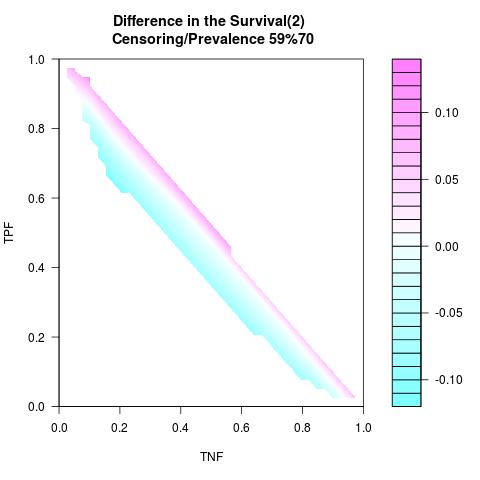 Difference in the Survival(2)
Censoring/Prevalence 59%70
TPF
1.0
0.8
0.6
0.4
0.2
0.0
0.0 0.2 0.4 0.6 0.8 1.0
TNF
0.10
0.05
0.00
-0.05
-0.10